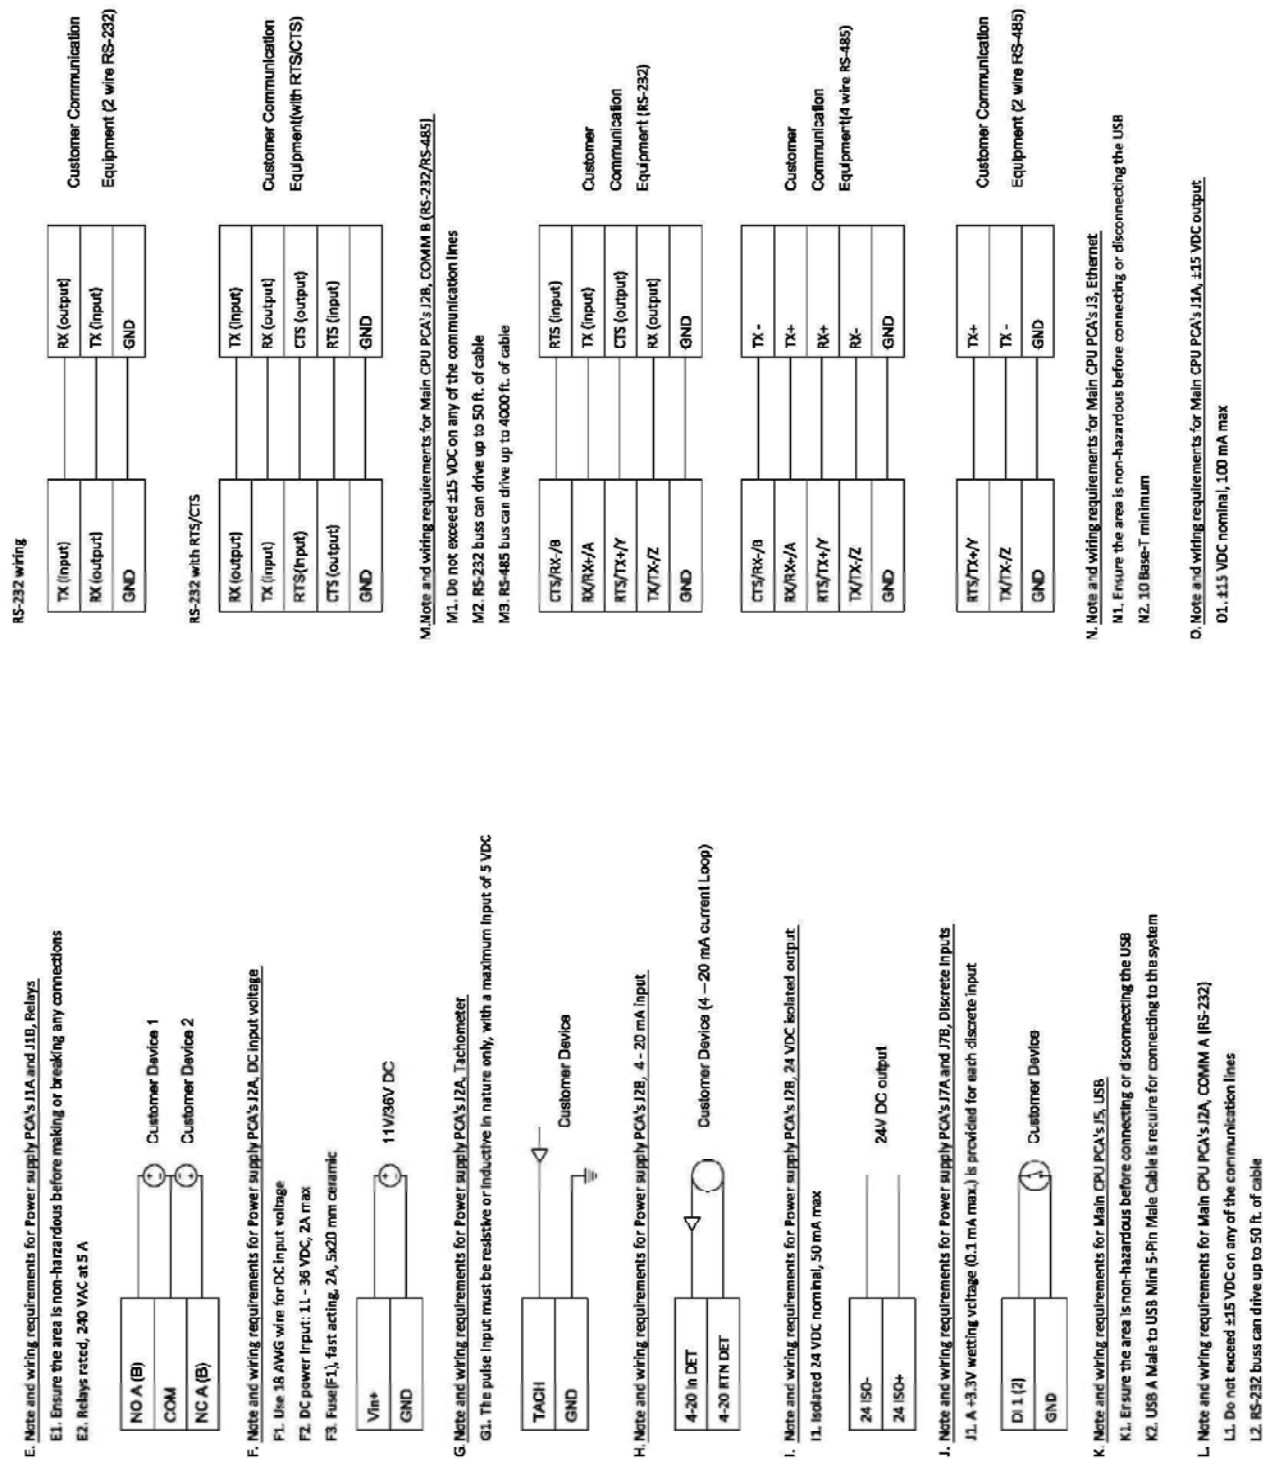 E. Note and wiring requirements for Power supply PCA's J1A and J1B, Relays
E1. Ensure the area is non-hazardous before making or breaking any connections
E2. Relays rated, 240 VAC at 5 A
NO A (B)
COM
NC A (B)
Customer Device 1
Customer Device 2
F. Note and wiring requirements for Power supply PCA's J2A, DC input voltage
F1. Use 18 AWG wire for DC input voltage
F2. DC power Input: 11 - 36 VDC, 2A max
F3. Fuse(F1), fast acting, 2A, 5x20 mm ceramic
Vin+
GND
11V/36V DC
G. Note and wiring requirements for Power supply PCA's J2A, Tachometer
G1. The pulse input must be resistive or inductive in nature only, with a maximum input of 5 VDC
TACH
GND
Customer Device
H. Note and wiring requirements for Power supply PCA's J2B, 4 - 20 mA input
4-20 In DET
4-20 RTN DET
Customer Device (4 – 20 mA current Loop)
I. Note and wiring requirements for Power supply PCA's J2B, 24 VDC isolated output
I1. Isolated 24 VDC nominal, 50 mA max
24 ISO-
24 ISO+
24V DC output
J. Note and wiring requirements for Power supply PCA's J7A and J7B, Discrete Inputs
J1. A +3.3V wetting voltage (0.1 mA max.) is provided for each discrete input
DI 1 (2)
GND
Customer Device
K. Note and wiring requirements for Main CPU PCA's J5, USB
K1. Ensure the area is non-hazardous before connecting or disconnecting the USB
K2. USB A Male to USB Mini 5-Pin Male Cable is require for connecting to the system
L. Note and wiring requirements for Main CPU PCA's J2A, COMM A (RS-232)
L1. Do not exceed ±15 VDC on any of the communication lines
L2. RS-232 buss can drive up to 50 ft. of cable
RS-232 wiring
TX (input)
RX (output)
GND
RX (output)
TX (input)
GND
Customer Communication
Equipment (2 wire RS-232)
RS-232 with RTS/CTS
RX (output)
TX (input)
RTS(input)
CTS (output)
GND
TX (input)
RX (output)
CTS (output)
RTS (input)
GND
Customer Communication
Equipment(with RTS/CTS)
M.Note and wiring requirements for Main CPU PCA's J2B, COMM B (RS-232/RS-485)
M1. Do not exceed ±15 VDC on any of the communication lines
M2. RS-232 buss can drive up to 50 ft. of cable
M3. RS-485 bus can drive up to 4000 ft. of cable
CTS/RX-/B
RX/RX+/A
RTS/TX+/Y
TX/TX-/Z
GND
RTS (input)
TX (input)
CTS (output)
RX (output)
GND
Customer
Communication
Equipment (RS-232)
CTS/RX-/B
RX/RX+/A
RTS/TX+/Y
TX/TX-/Z
GND
TX-
TX+
RX+
RX-
GND
Customer
Communication
Equipment(4 wire RS-485)
RTS/TX+/Y
TX/TX-/Z
GND
TX+
TX -
GND
Customer Communication
Equipment (2 wire RS-485)
N. Note and wiring requirements for Main CPU PCA's J3, Ethernet
N1. Ensure the area is non-hazardous before connecting or disconnecting the USB
N2. 10 Base-T minimum
O. Note and wiring requirements for Main CPU PCA's J1A, ±15 VDC output
O1. ±15 VDC nominal, 100 mA max